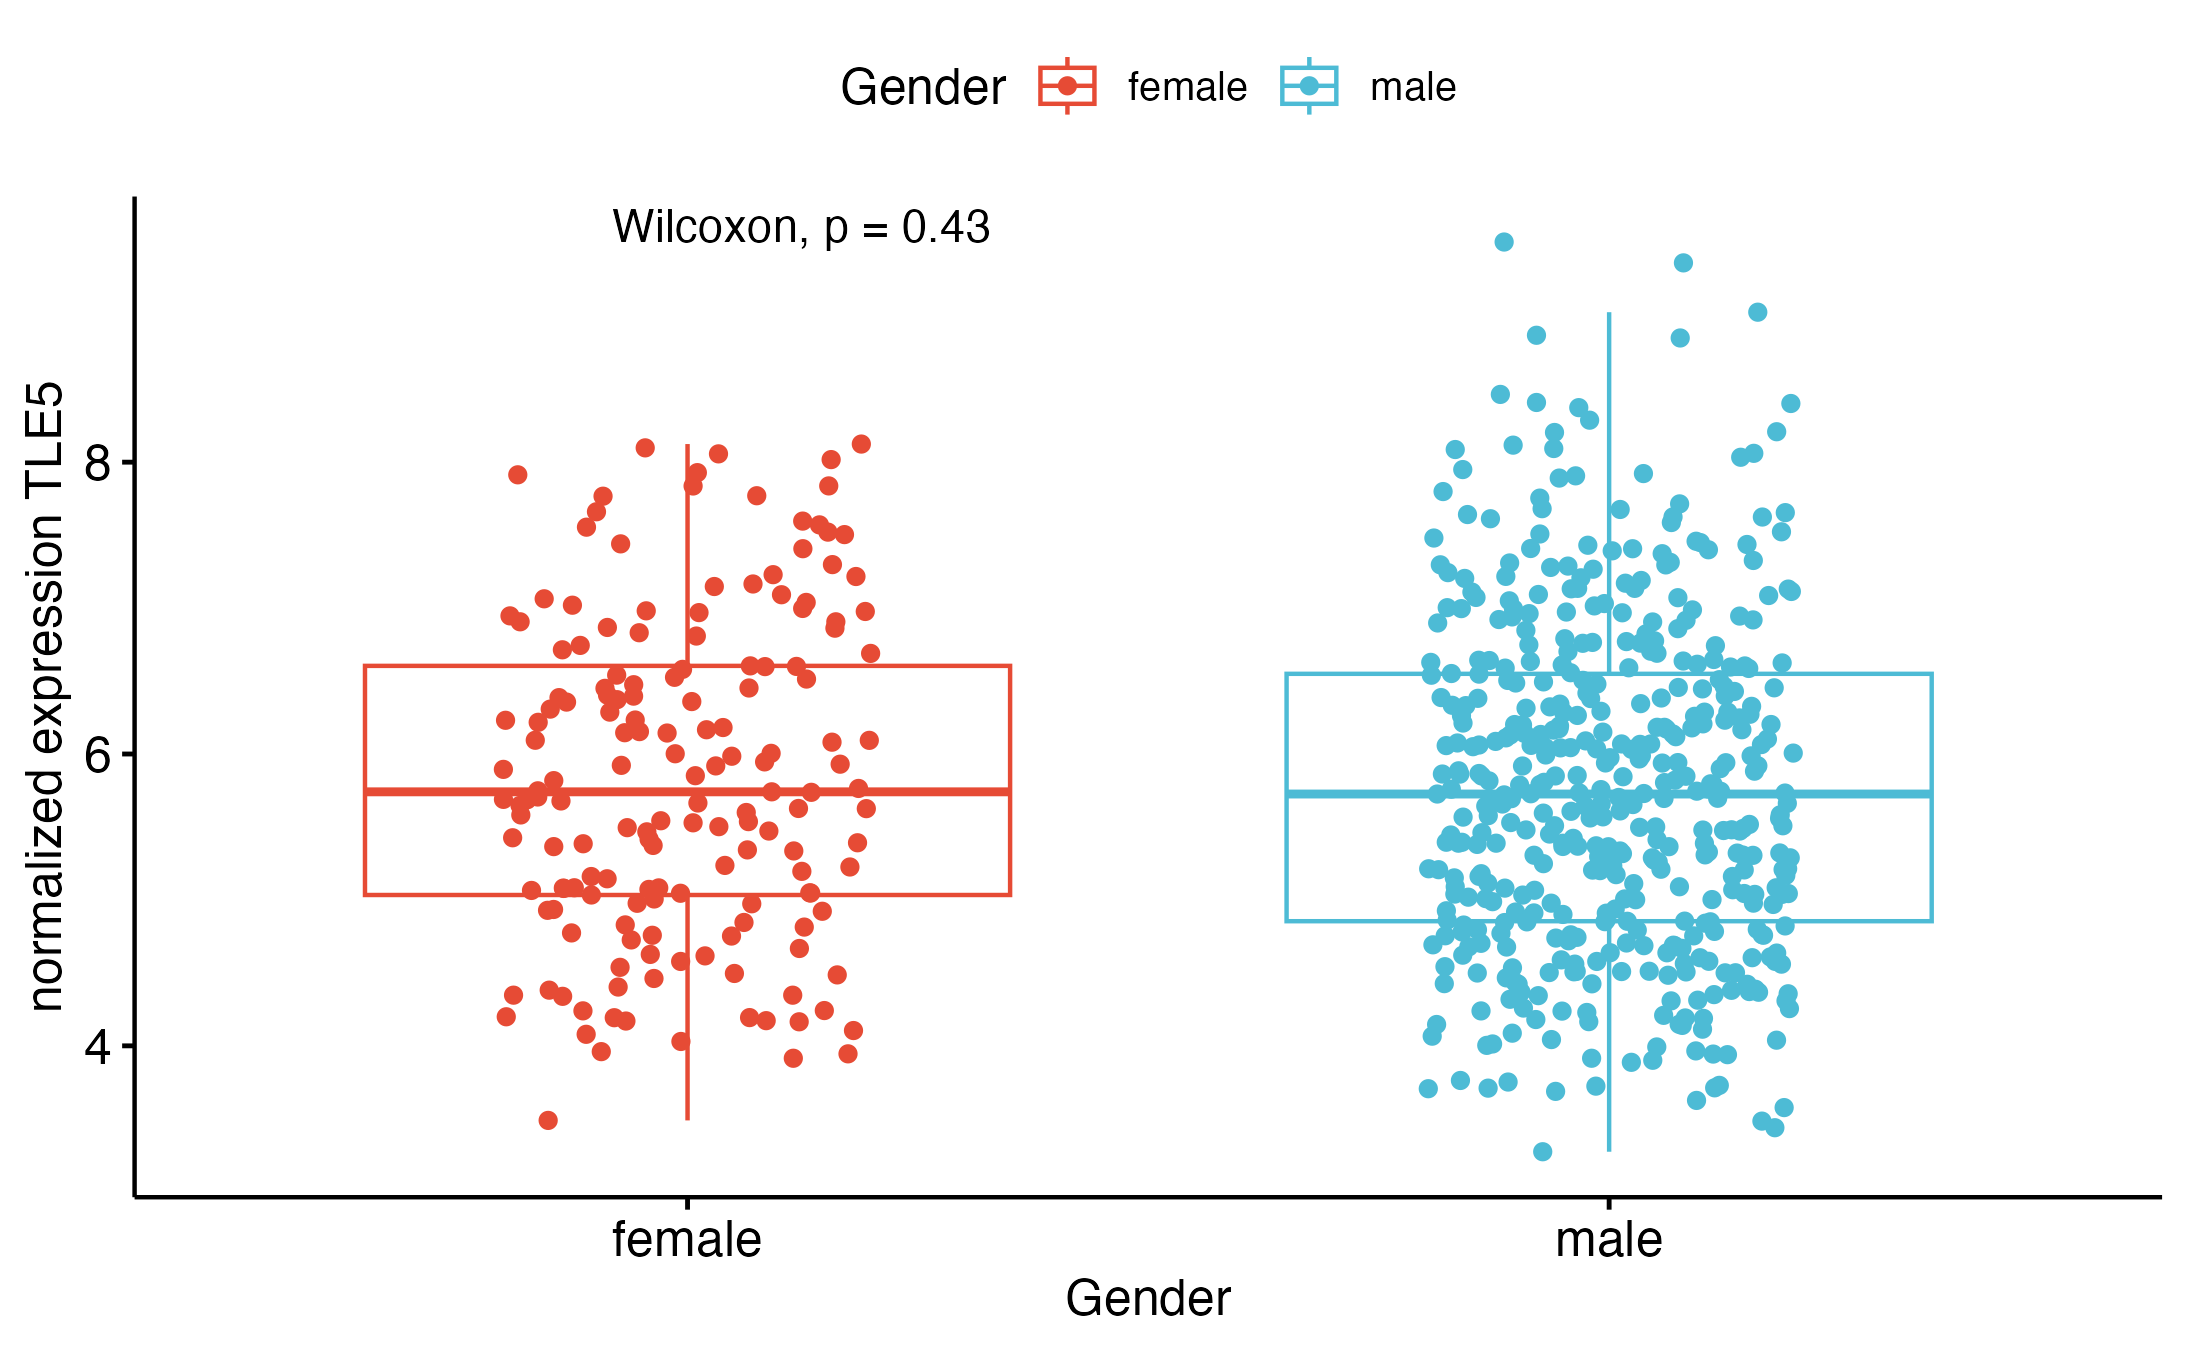 Gender female male
Wilcoxon, p = 0.43
normalized expression TLE5
8
6
4
female male
Gender